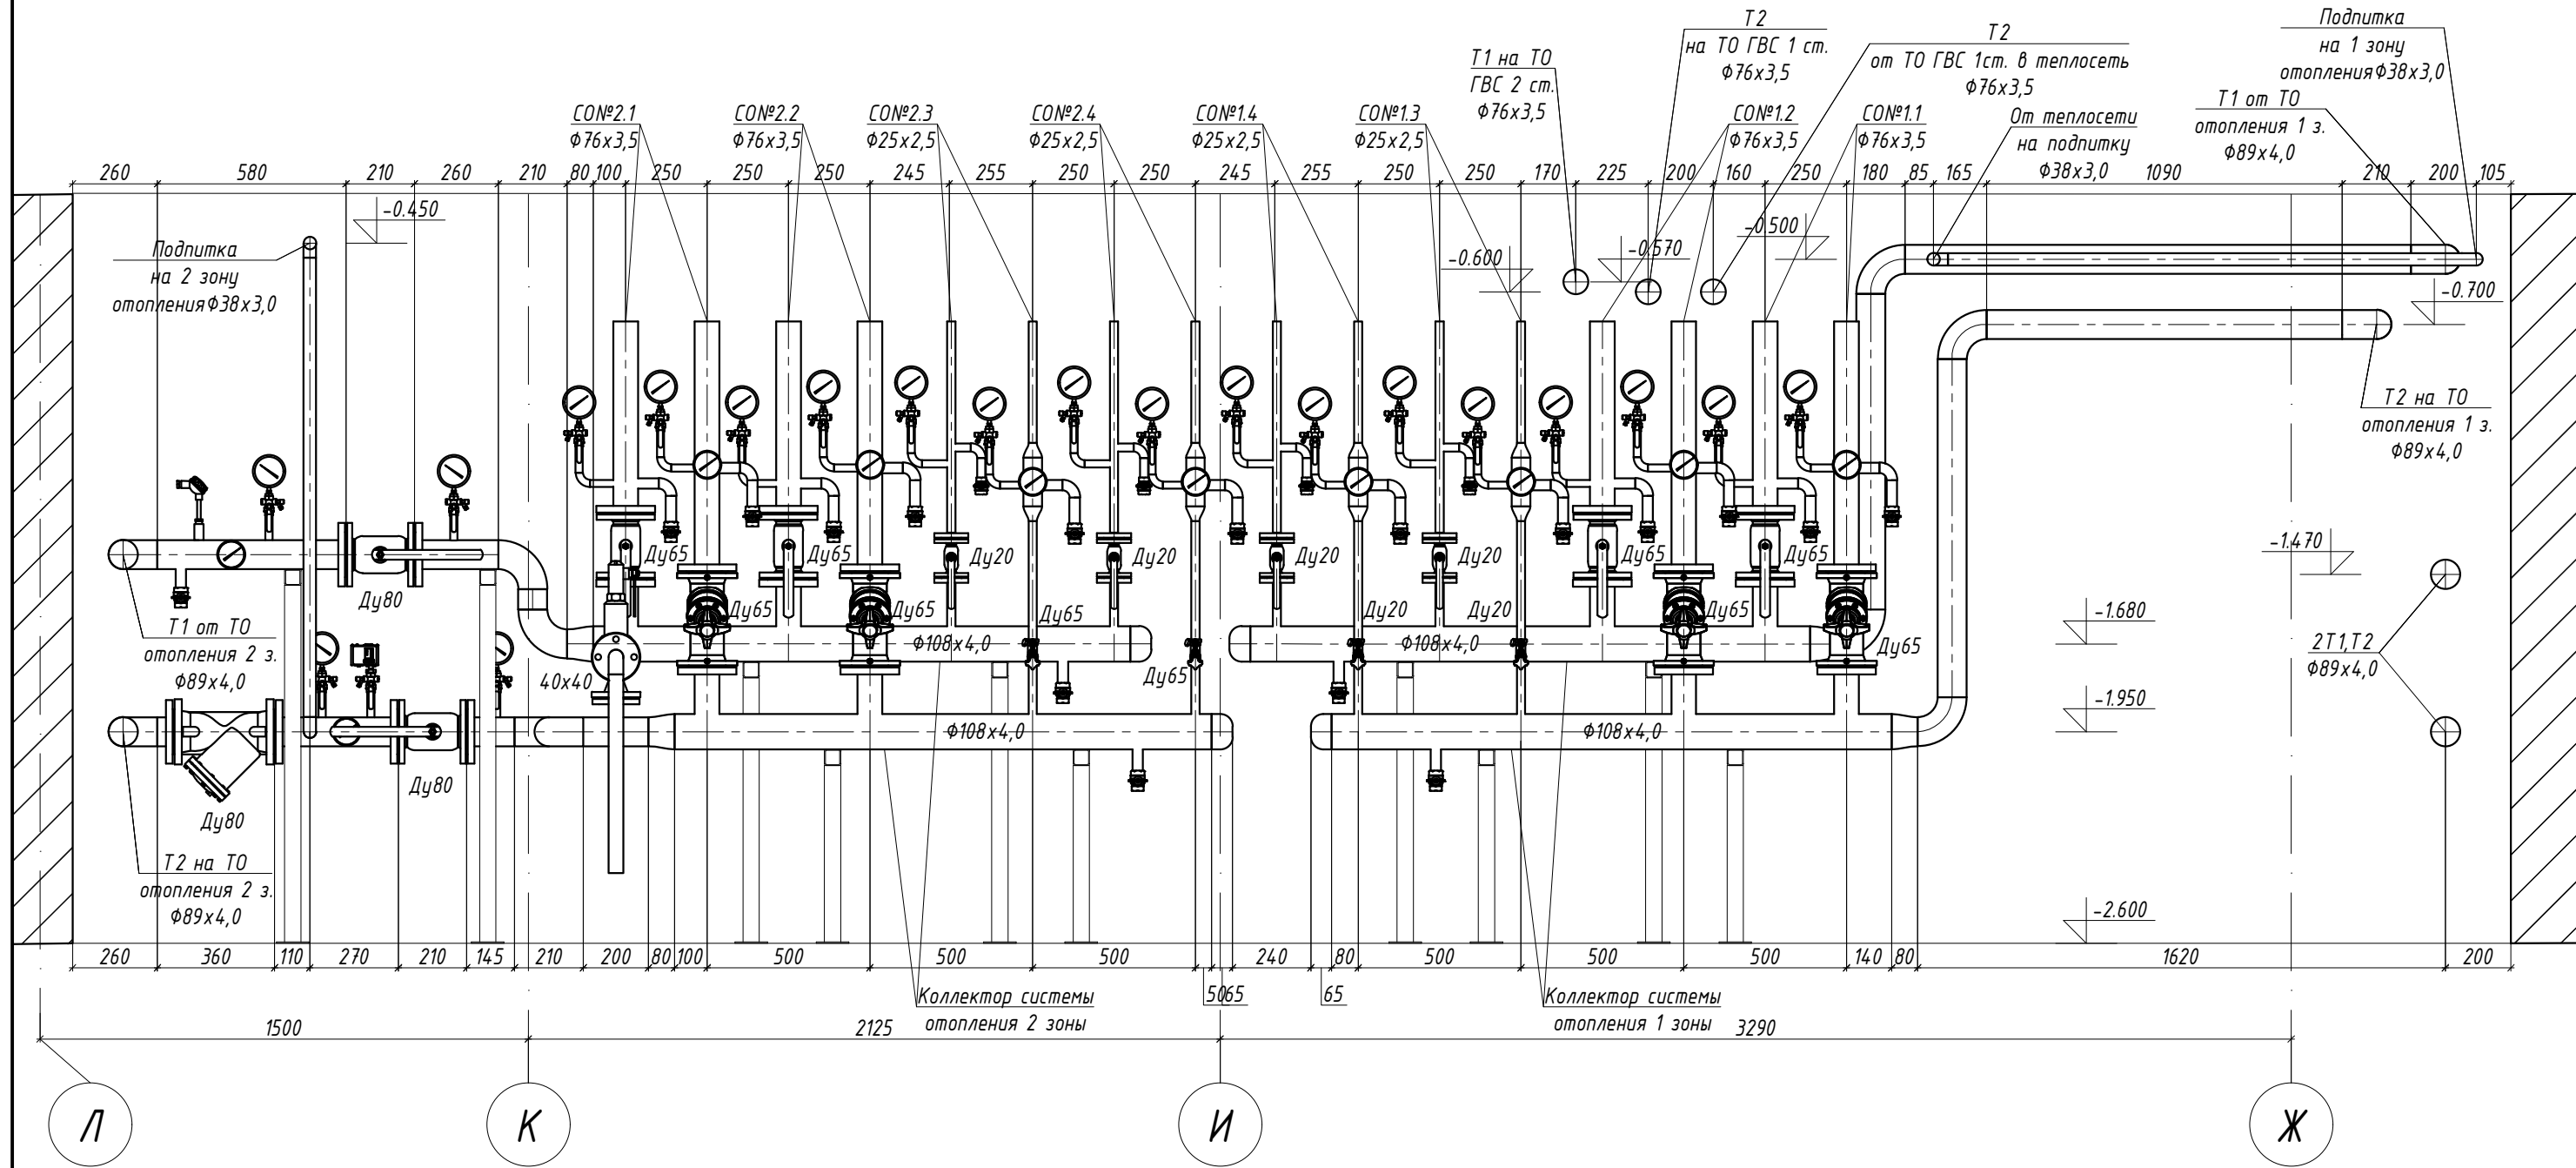 Т2
на ТО ГВС 1 ст.
Ф76х3,5
Т2
от ТО ГВС 1ст. в теплосеть
Ф76х3,5
Подпитка
на 1 зону
отопленияФ38х3,0
Т1 на ТО
ГВС 2 ст.
Ф76х3,5
Т1 от ТО
отопления 1 з.
Ф89х4,0
От теплосети
на подпитку
Ф38х3,0
СО№2.1
Ф76х3,5
СО№2.2
Ф76х3,5
СО№2.3
Ф25х2,5
СО№2.4
Ф25х2,5
СО№1.4
Ф25х2,5
СО№1.3
Ф25х2,5
СО№1.2
Ф76х3,5
СО№1.1
Ф76х3,5
260 580 210 260 210 80 100 250 250 250 245 255 250 250 245 255 250 250 170 225 200 160 250 180 85 165 1090 210 200 105
-0.450
-0.600
-0.570
-0.500
-0.700
Подпитка
на 2 зону
отопленияФ38х3,0
Т2 на ТО
отопления 1 з.
Ф89х4,0
-1.470
Ду80
Ду65 Ду65 Ду20 Ду20 Ду20 Ду20 Ду65 Ду65
Ду65 Ду65 Ду65 Ду20 Ду20 Ду65
-1.680
Т1 от ТО
отопления 2 з.
Ф89х4,0
Ф108х4,0
Ф108х4,0
Ду65
Ду65
40х40
2Т1,Т2
Ф89х4,0
-1.950
Ф108х4,0
Ф108х4,0
Ду80
Ду80
Т2 на ТО
отопления 2 з.
Ф89х4,0
-2.600
260 360 110 270 210 145 210 200 80 100 500 500 500 240 80 500 500 500 140 80 1620 200
50 65 65
Коллектор системы
отопления 2 зоны
Коллектор системы
отопления 1 зоны
1500 2125 3290
Л К И Ж